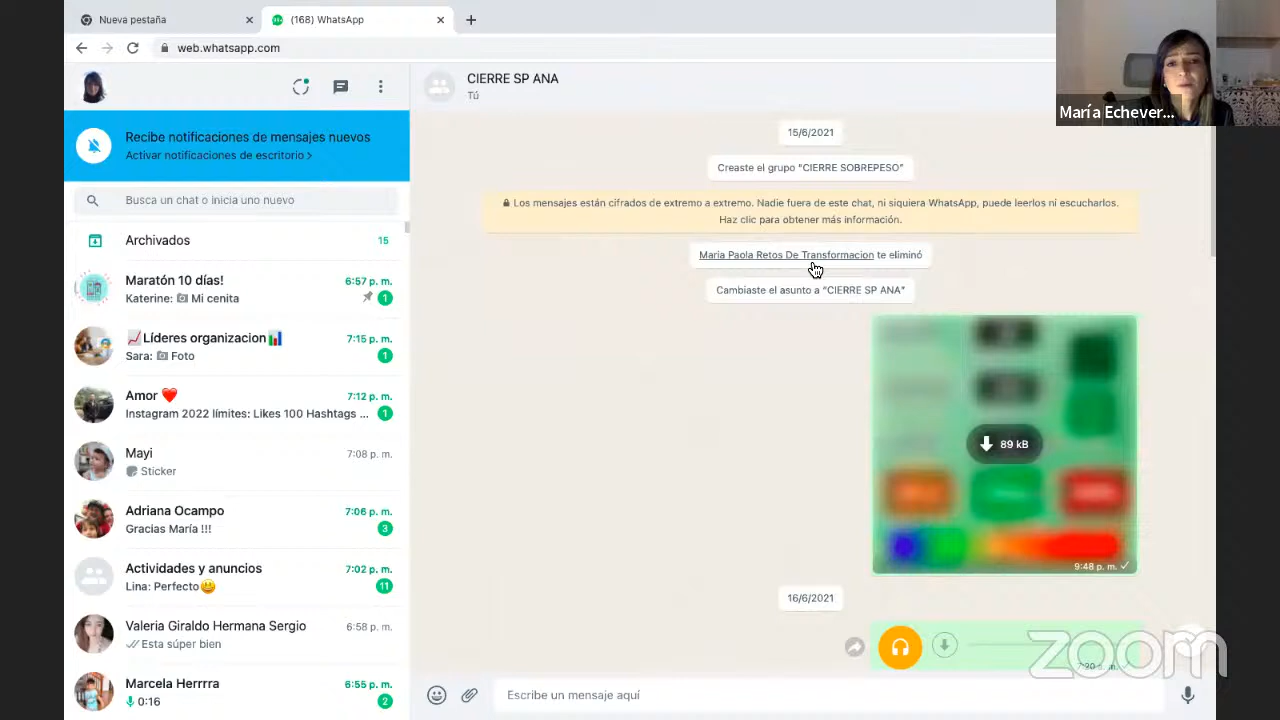 Nueva pestaña
(168) WhatsApp
web.whatsapp.com
María Echever...
CIERRE SP ANA
Tú
Recibe notificaciones de mensajes nuevos
Activar notificaciones de escritorio >
Busca un chat o inicia uno nuevo
Archivados 15
Maratón 10 días! 6:57 p. m.
Katerine: Mi cenita 1
Líderes organizacion 7:15 p. m.
Sara: Foto 1
Amor 7:12 p. m.
Instagram 2022 límites: Likes 100 Hashtags ... 1
Mayi 7:08 p. m.
Sticker
Adriana Ocampo 7:06 p. m.
Gracias María !!! 3
Actividades y anuncios 7:02 p. m.
Lina: Perfecto 11
Valeria Giraldo Hermana Sergio 6:58 p. m.
Esta súper bien
Marcela Herrrra 6:55 p. m.
0:16 2
15/6/2021
Creaste el grupo “CIERRE SOBREPESO”
Los mensajes están cifrados de extremo a extremo. Nadie fuera de este chat, ni siquiera WhatsApp, puede leerlos ni escucharlos.
Haz clic para obtener más información.
Maria Paola Retos De Transformacion te eliminó
Cambiaste el asunto a “CIERRE SP ANA”
89 kB
9:48 p. m.
16/6/2021
zoom
Escribe un mensaje aquí